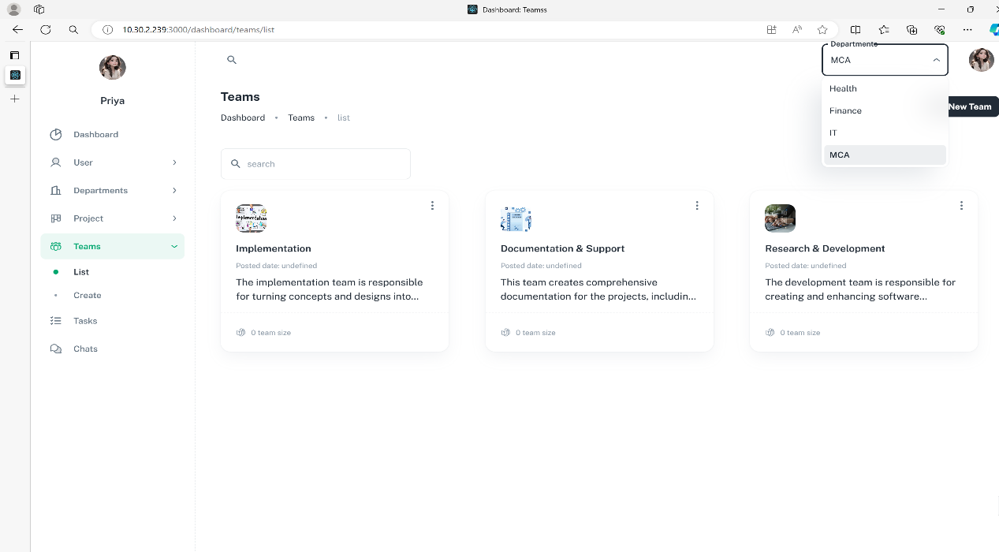 Dashboard: Teamss
10.30.2.239:3000/dashboard/teams/list
Departments
MCA
Health
Finance
IT
MCA
New Team
Priya
Dashboard
User
Departments
Project
Teams
List
Create
Tasks
Chats
Teams
Dashboard • Teams • list
search
Implementation
Posted date: undefined
The implementation team is responsible
for turning concepts and designs into...
0 team size
Documentation & Support
Posted date: undefined
This team creates comprehensive
documentation for the projects, includin...
0 team size
Research & Development
Posted date: undefined
The development team is responsible for
creating and enhancing software...
0 team size